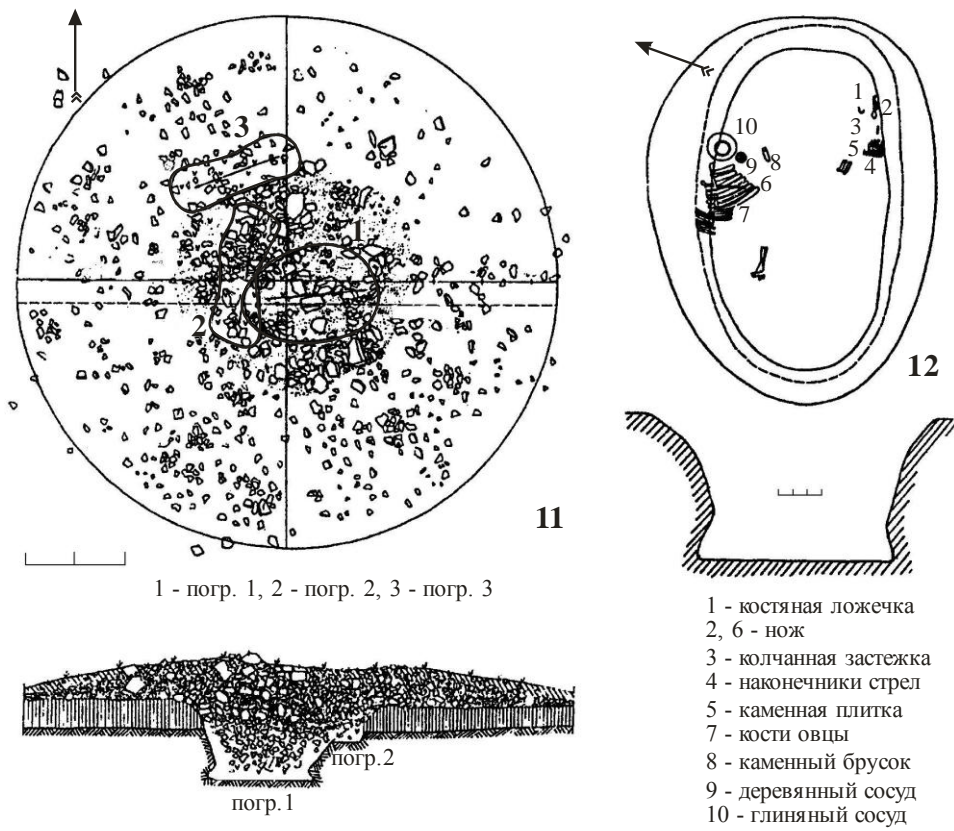 3
1
2
11
1 - погр. 1, 2 - погр. 2, 3 - погр. 3
погр.2
погр.1
1
2
3
10
5
4
9
8
6
7
12
1 - костяная ложечка
2, 6 - нож
3 - колчанная застежка
4 - наконечники стрел
5 - каменная плитка
7 - кости овцы
8 - каменный брусок
9 - деревянный сосуд
10 - глиняный сосуд